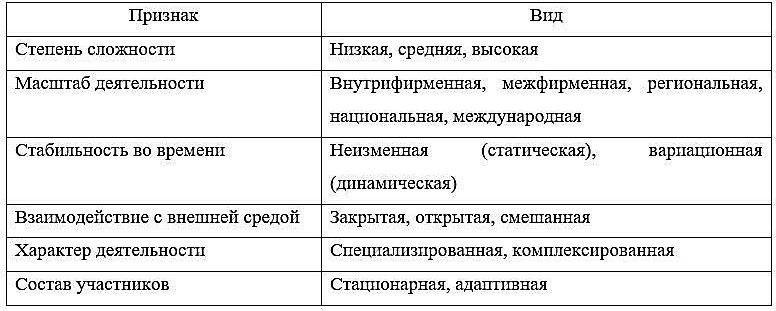 Признак Вид
Степень сложности Низкая, средняя, высокая
Масштаб деятельности Внутрифирменная, межфирменная, региональная,
национальная, международная
Стабильность во времени Неизменная (статическая), вариационная
(динамическая)
Взаимодействие с внешней средой Закрытая, открытая, смешанная
Характер деятельности Специализированная, комплексированная
Состав участников Стационарная, адаптивная